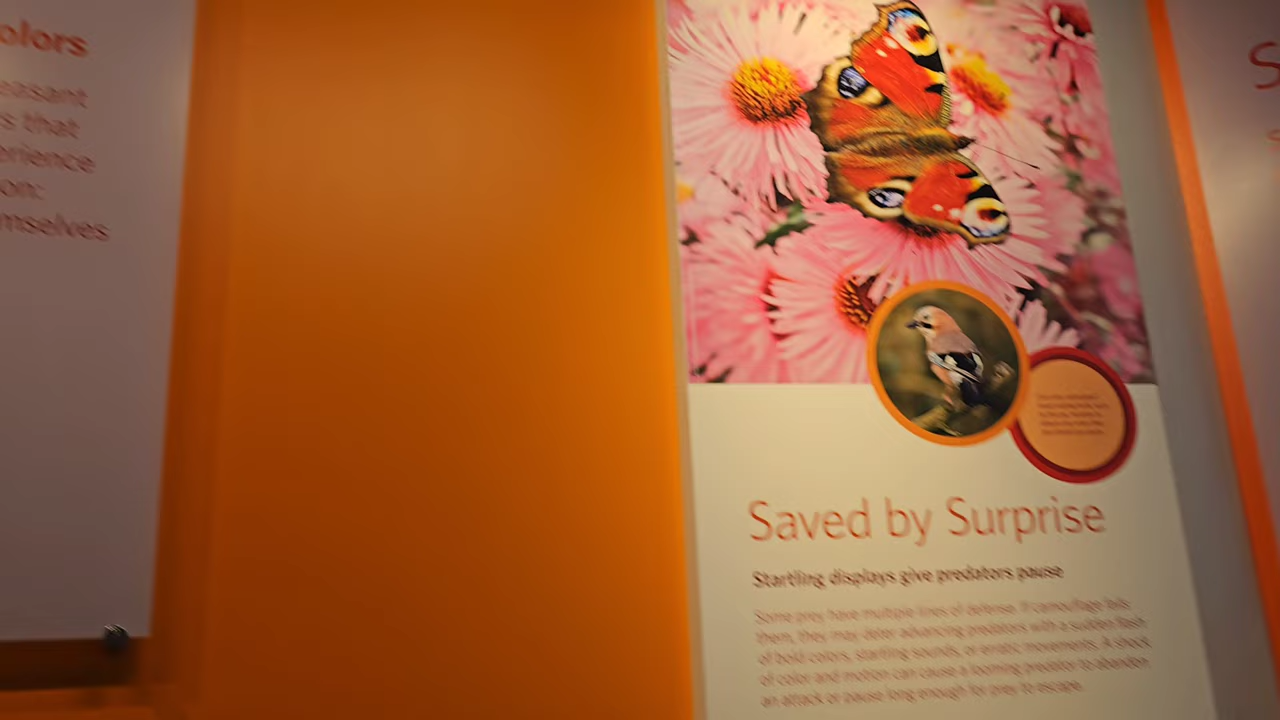 olors
easant
s that
erience
on:
mselves
Saved by Surprise
Startling displays give predators pause
Some prey have multiple lines of defense. If camouflage fails
them, they may deter advancing predators with a sudden flash
of bold colors, startling sounds, or erratic movements. A shock
of color and motion can cause a looming predator to abandon
an attack or pause long enough for prey to escape.
S